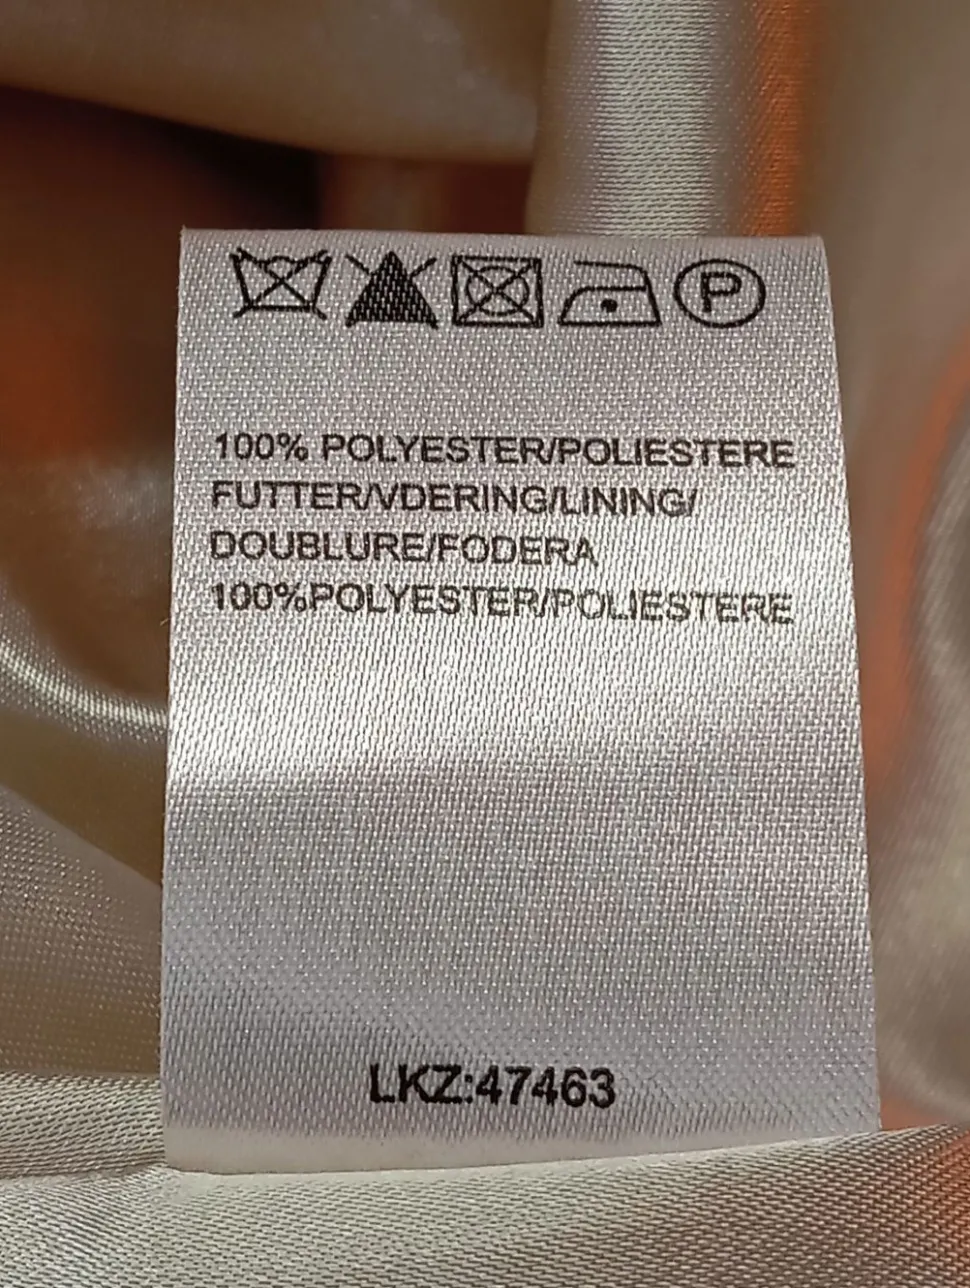 P
100% POLYESTER/POLIESTERE
FUTTER/VDERING/LINING/
DOUBLURE/FODERA
100%POLYESTER/POLIESTERE
LKZ:47463